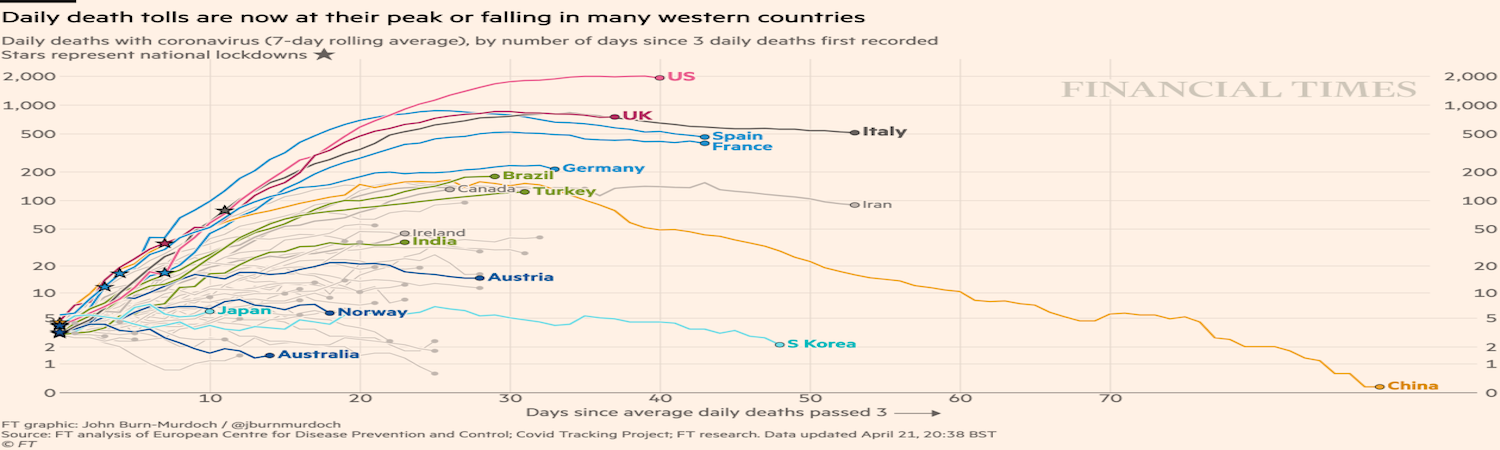 Daily death tolls are now at their peak or falling in many western countries
Daily deaths with coronavirus (7-day rolling average), by number of days since 3 daily deaths first recorded
Stars represent national lockdowns ★
2,000 US FINANCIAL TIMES 2,000
1,000 UK 1,000
500 Italy 500
Spain
France
200 Germany 200
Brazil
Canada Turkey
100 Iran 100
50 Ireland 50
India
20 Austria 20
10 10
5 Japan Norway 5
2 S Korea 2
1 Australia 1
0 China 0
10 20 30 40 50 60 70
Days since average daily deaths passed 3 ⟶
FT graphic: John Burn-Murdoch / @jburnmurdoch
Source: FT analysis of European Centre for Disease Prevention and Control; Covid Tracking Project; FT research. Data updated April 21, 20:38 BST
© FT